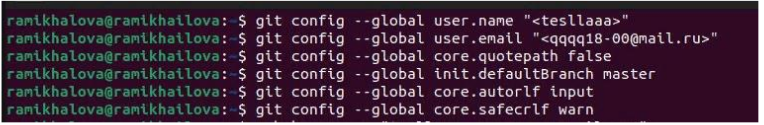 ramikhalova@ramikhailova:~$ git config --global user.name "<tesllaaa>"
ramikhalova@ramikhailova:~$ git config --global user.email "<qqqq18-00@mail.ru>"
ramikhalova@ramikhailova:~$ git config --global core.quotepath false
ramikhalova@ramikhailova:~$ git config --global init.defaultBranch master
ramikhalova@ramikhailova:~$ git config --global core.autorlf input
ramikhalova@ramikhailova:~$ git config --global core.safecrlf warn